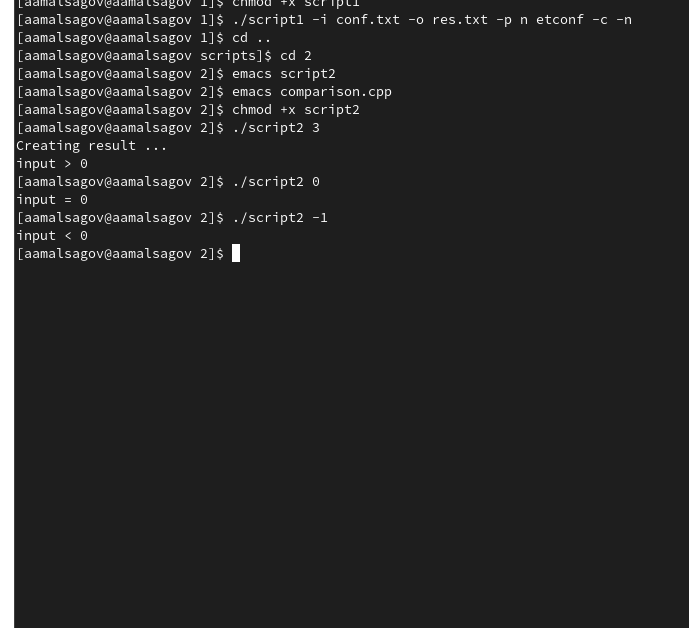 [aamalsagov@aamalsagov 1]$ chmod +x script1
[aamalsagov@aamalsagov 1]$ ./script1 -i conf.txt -o res.txt -p n etconf -c -n
[aamalsagov@aamalsagov 1]$ cd ..
[aamalsagov@aamalsagov scripts]$ cd 2
[aamalsagov@aamalsagov 2]$ emacs script2
[aamalsagov@aamalsagov 2]$ emacs comparison.cpp
[aamalsagov@aamalsagov 2]$ chmod +x script2
[aamalsagov@aamalsagov 2]$ ./script2 3
Creating result ...
input > 0
[aamalsagov@aamalsagov 2]$ ./script2 0
input = 0
[aamalsagov@aamalsagov 2]$ ./script2 -1
input < 0
[aamalsagov@aamalsagov 2]$